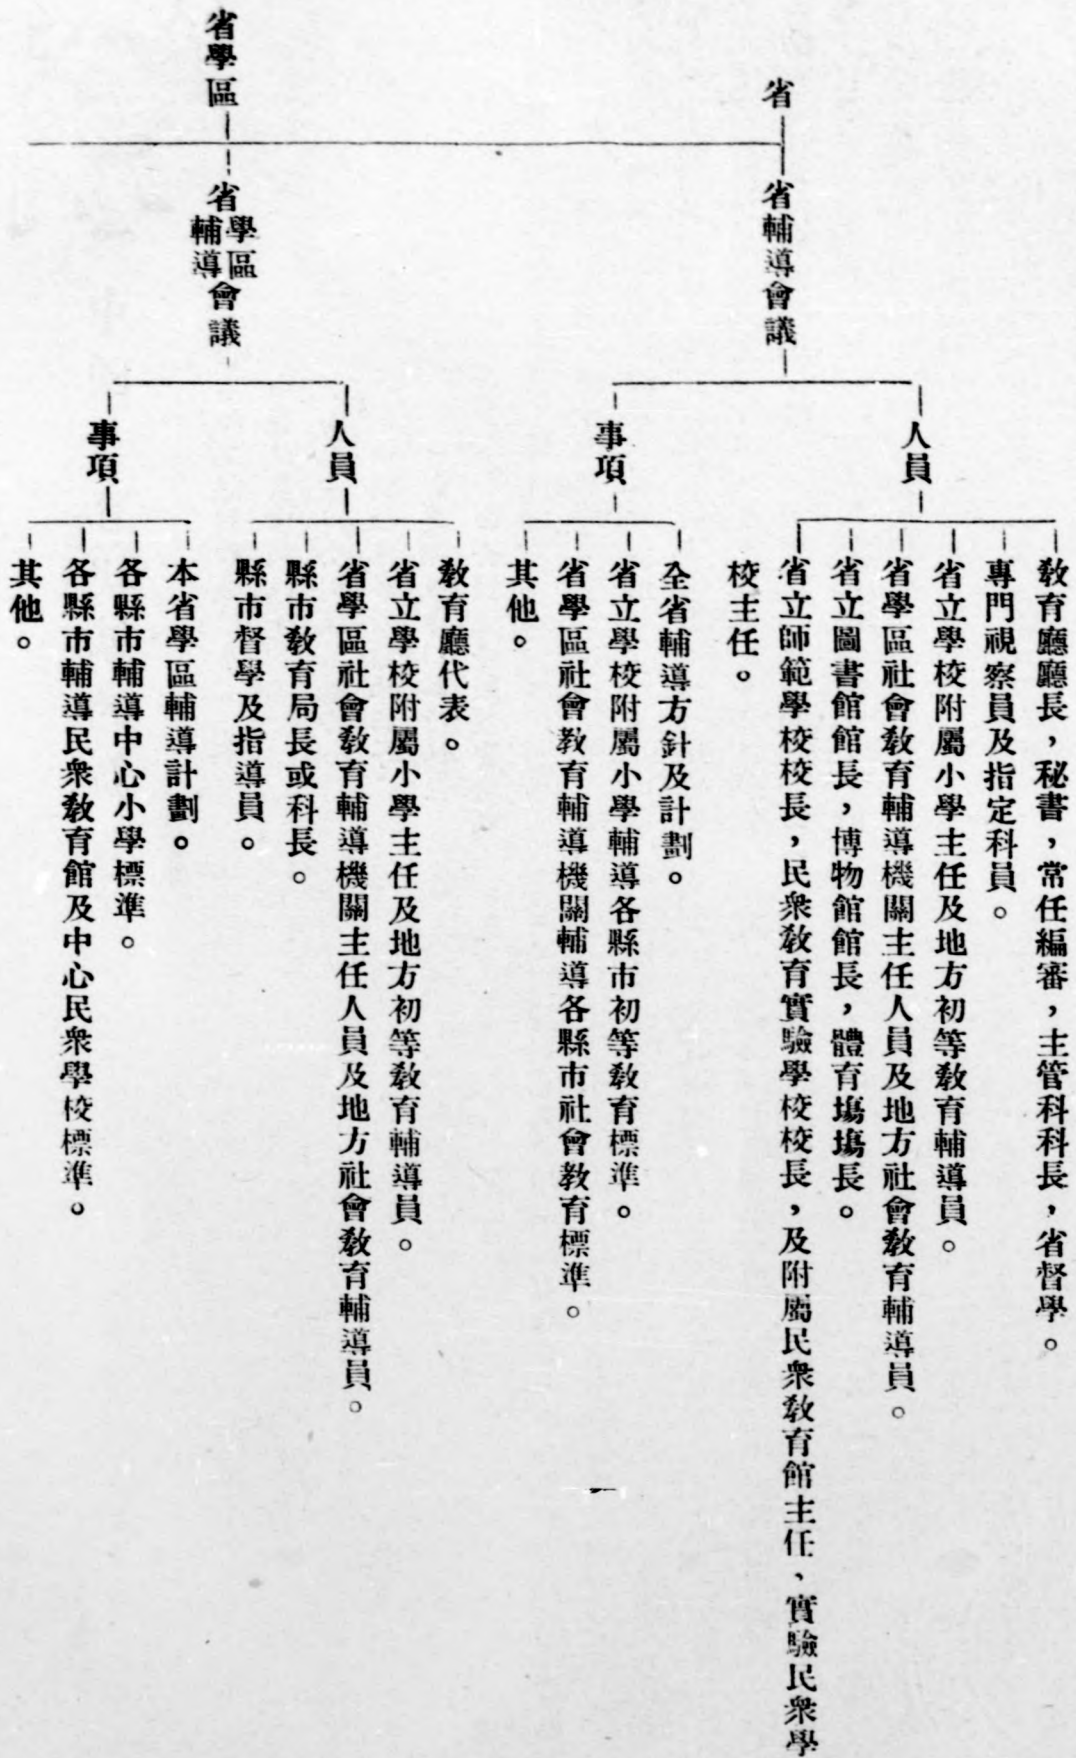 省
省輔導會議
人員
教育廳廳長，秘書，常任編審，主管科科長，省督學。
專門視察員及指定科員。
省立學校附屬小學主任及地方初等教育輔導員。
省學區社會教育輔導機關主任人員及地方社會教育輔導員。
省立圖書館館長，博物館館長，體育塲塲長。
省立師範學校校長，民衆教育實驗學校校長，及附屬民衆教育館主任、實驗民衆學
校主任。
事項
全省輔導方針及計劃。
省立學校附屬小學輔導各縣市初等教育標準。
省學區社會教育輔導機關輔導各縣市社會教育標準。
其他。
省學區
省學區輔導會議
人員
教育廳代表。
省立學校附屬小學主任及地方初等教育輔導員。
省學區社會教育輔導機關主任人員及地方社會教育輔導員。
縣市教育局長或科長。
縣市督學及指導員。
事項
本省學區輔導計劃。
各縣市輔導中心小學標準。
各縣市輔導民衆教育館及中心民衆學校標準。
其他。